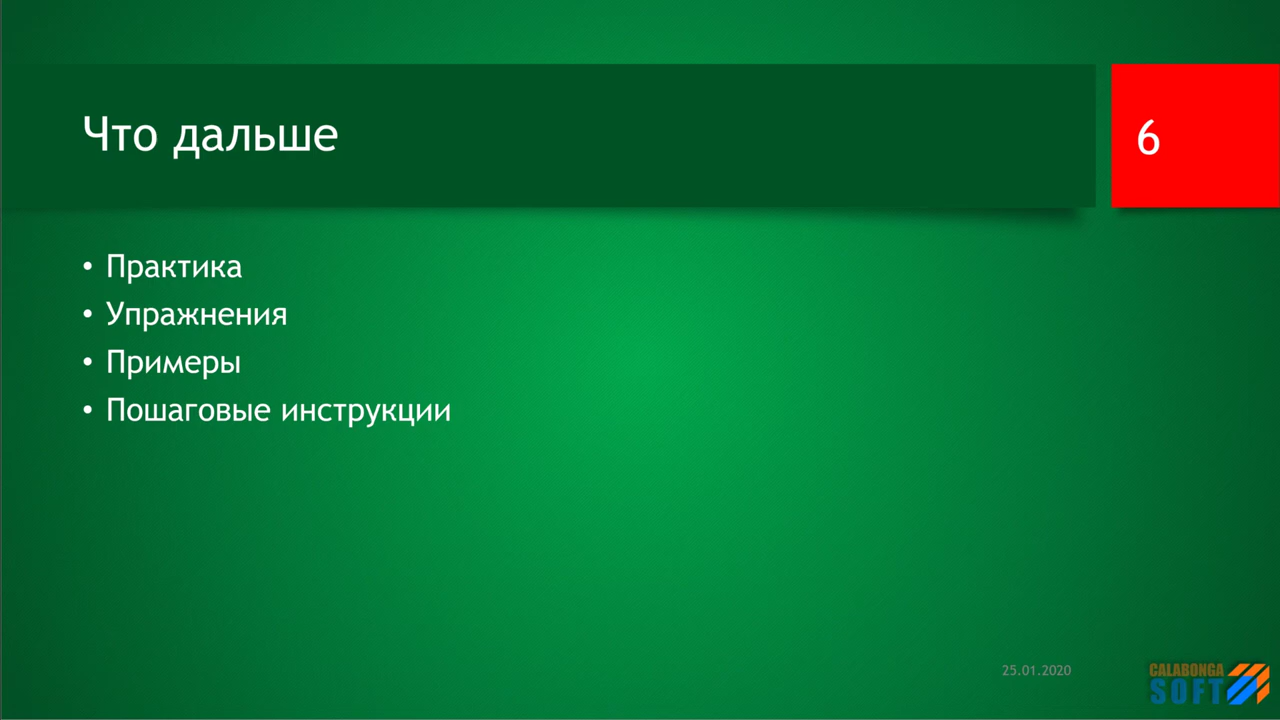 Что дальше
6
• Практика
• Упражнения
• Примеры
• Пошаговые инструкции
25.01.2020
CALABONGA
SOFT